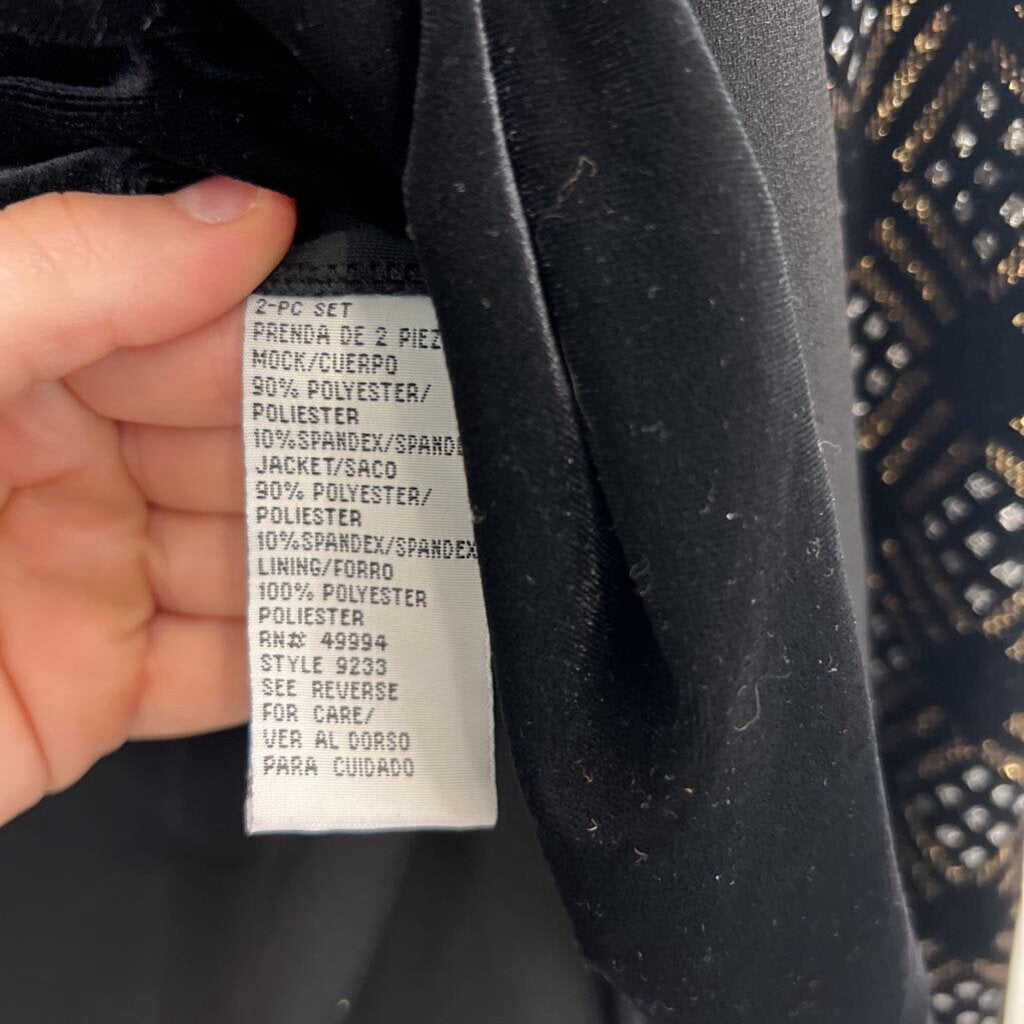 2-PC SET
PRENDA DE 2 PIEZ
MOCK/CUERPO
90% POLYESTER/
POLIESTER
10%SPANDEX/SPANDE
JACKET/SACO
90% POLYESTER/
POLIESTER
10%SPANDEX/SPANDEX
LINING/FORRO
100% POLYESTER
POLIESTER
RN# 49994
STYLE 9233
SEE REVERSE
FOR CARE/
VER AL DORSO
PARA CUIDADO